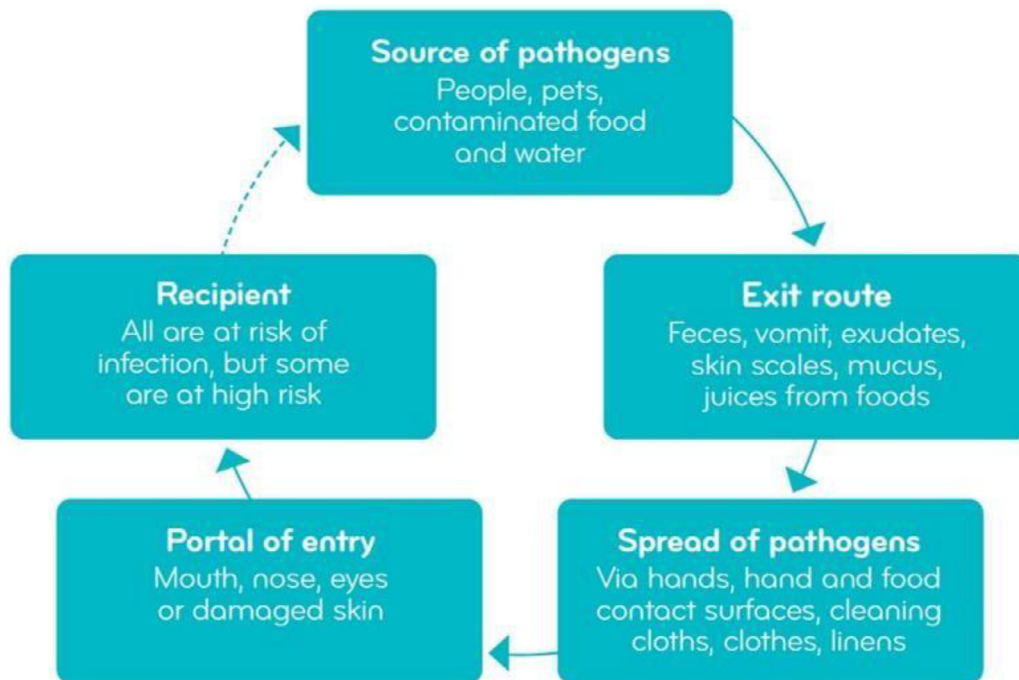 Source of pathogens
People, pets,
contaminated food
and water
Exit route
Feces, vomit, exudates,
skin scales, mucus,
juices from foods
Spread of pathogens
Via hands, hand and food
contact surfaces, cleaning
cloths, clothes, linens
Portal of entry
Mouth, nose, eyes
or damaged skin
Recipient
All are at risk of
infection, but some
are at high risk